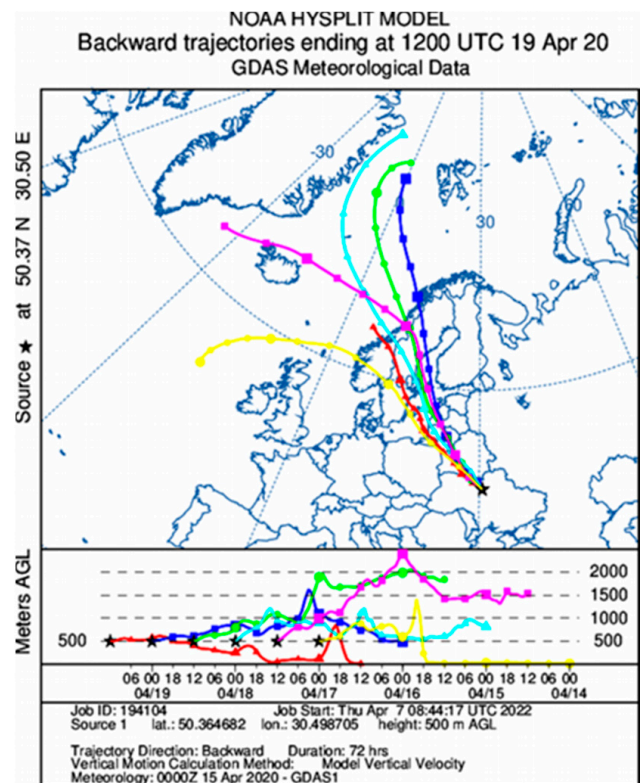 NOAA HYSPLIT MODEL
Backward trajectories ending at 1200 UTC 19 Apr 20
GDAS Meteorological Data
Source ★ at 50.37 N 30.50 E
-30
30
60
Meters AGL
500
2000
1500
1000
500
06 00 18 12 06 00 18 12 06 00 18 12 06 00 18 12 06 00 18 12 06 00
04/19 04/18 04/17 04/16 04/15 04/14
Job ID: 194104 Job Start: Thu Apr 7 08:44:17 UTC 2022
Source 1 lat.: 50.364682 lon.: 30.498705 height: 500 m AGL
Trajectory Direction: Backward Duration: 72 hrs
Vertical Motion Calculation Method: Model Vertical Velocity
Meteorology: 0000Z 15 Apr 2020 - GDAS1